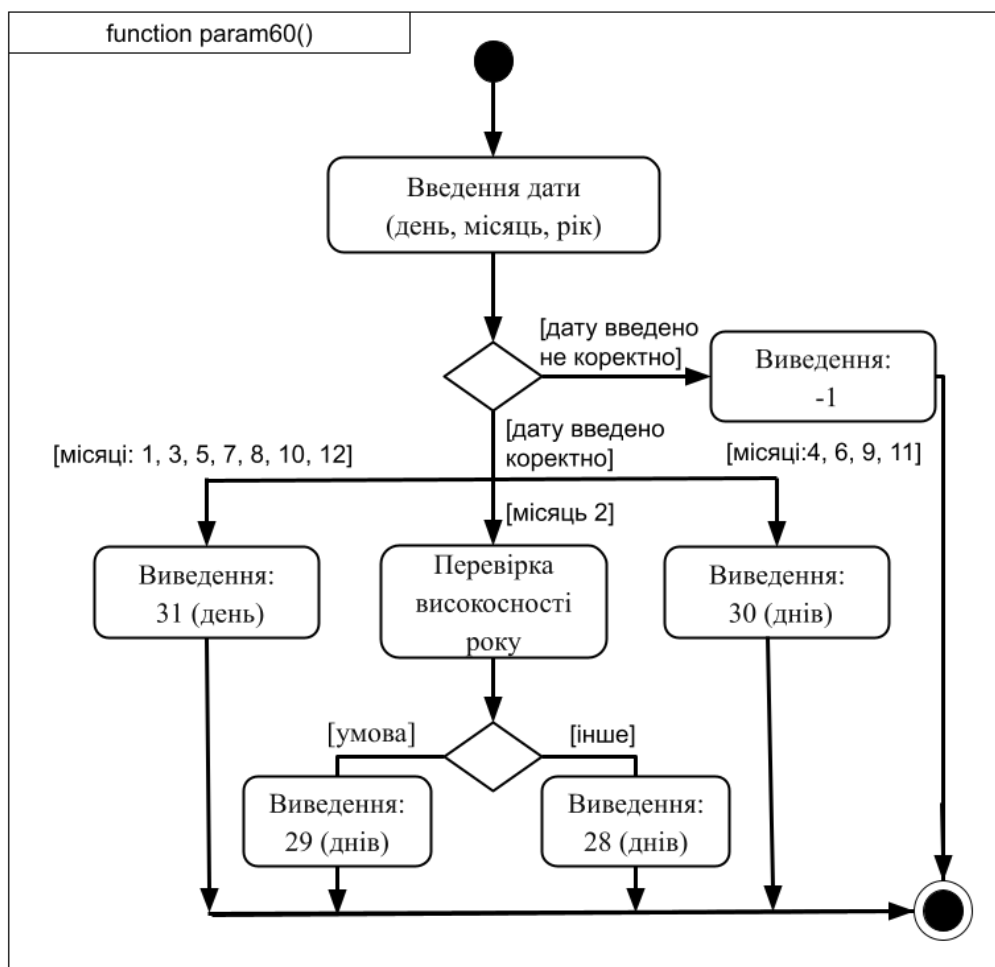 function param60()
Введення дати
(день, місяць, рік)
[дату введено
не коректно]
Виведення:
-1
[дату введено
коректно]
[місяці: 1, 3, 5, 7, 8, 10, 12]
[місяці:4, 6, 9, 11]
[місяць 2]
Виведення:
31 (день)
Перевірка
високосності
року
Виведення:
30 (днів)
[умова]
[інше]
Виведення:
29 (днів)
Виведення:
28 (днів)